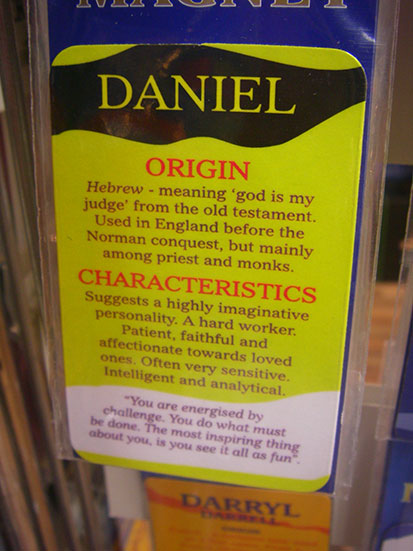 MAGNET
DANIEL
ORIGIN
Hebrew - meaning 'god is my
judge' from the old testament.
Used in England before the
Norman conquest, but mainly
among priest and monks.
CHARACTERISTICS
Suggests a highly imaginative
personality. A hard worker.
Patient, faithful and
affectionate towards loved
ones. Often very sensitive.
Intelligent and analytical.
"You are energised by
challenge. You do what must
be done. The most inspiring thing
about you, is you see it all as fun".
DARRYL
DARRELL
ORIGIN